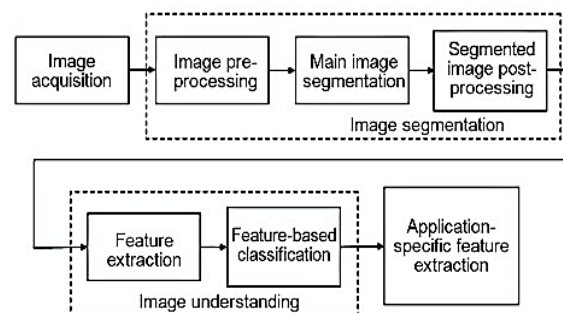 Image
acquisition
Image pre-
processing
Main image
segmentation
Segmented
image post-
processing
Image segmentation
Feature
extraction
Feature-based
classification
Application-
specific feature
extraction
Image understanding